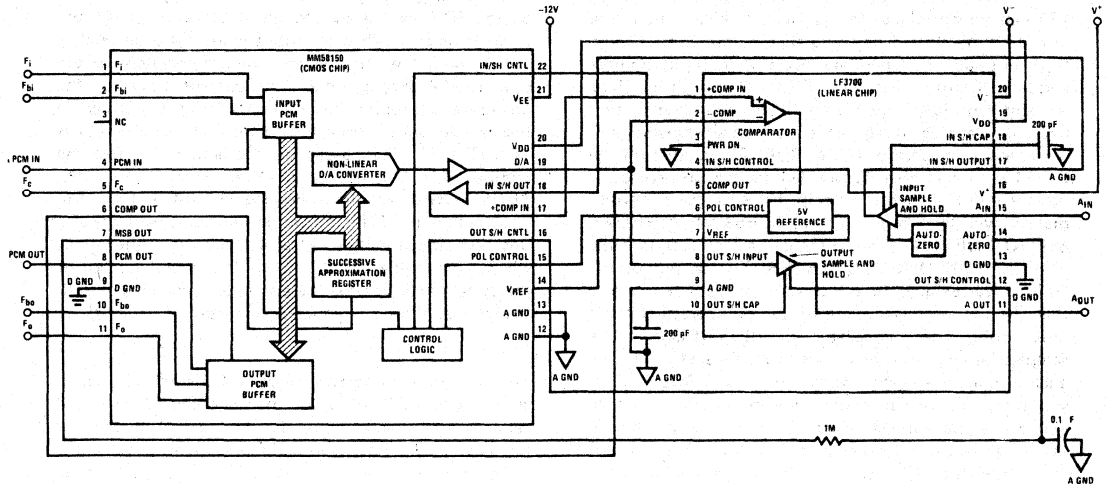 -12V
V-
V+
MM58150
(CMOS CHIP)
Fi
1
Fi
Fbi
2
Fbi
3
NC
PCM IN
4
PCM IN
Fc
5
Fc
6
COMP OUT
7
MSB OUT
PCM OUT
8
PCM OUT
D GND
9
D GND
Fbo
10
Fbo
Fo
11
Fo
INPUT
PCM
BUFFER
NON-LINEAR
D/A CONVERTER
SUCCESSIVE
APPROXIMATION
REGISTER
CONTROL
LOGIC
OUTPUT
PCM
BUFFER
IN/SH CNTL
22
VEE
21
VDD
20
D/A
19
IN S/H OUT
18
+COMP IN
17
OUT S/H CNTL
16
POL CONTROL
15
VREF
14
A GND
13
A GND
12
A GND
LF3700
(LINEAR CHIP)
1
+COMP IN
2
-COMP
+
−
COMPARATOR
3
PWR DN
4
IN S/H CONTROL
5
COMP OUT
6
POL CONTROL
5V
REFERENCE
7
VREF
8
OUT S/H INPUT
OUTPUT
SAMPLE AND
HOLD
9
A GND
10
OUT S/H CAP
200 pF
A GND
V-
20
VDD
19
IN S/H CAP
18
200 pF
A GND
IN S/H OUTPUT
17
INPUT
SAMPLE
AND HOLD
V+
16
AIN
15
AIN
AUTO-
ZERO
AUTO-
ZERO
14
D GND
13
D GND
OUT S/H CONTROL
12
A OUT
11
AOUT
1M
0.1 F
A GND